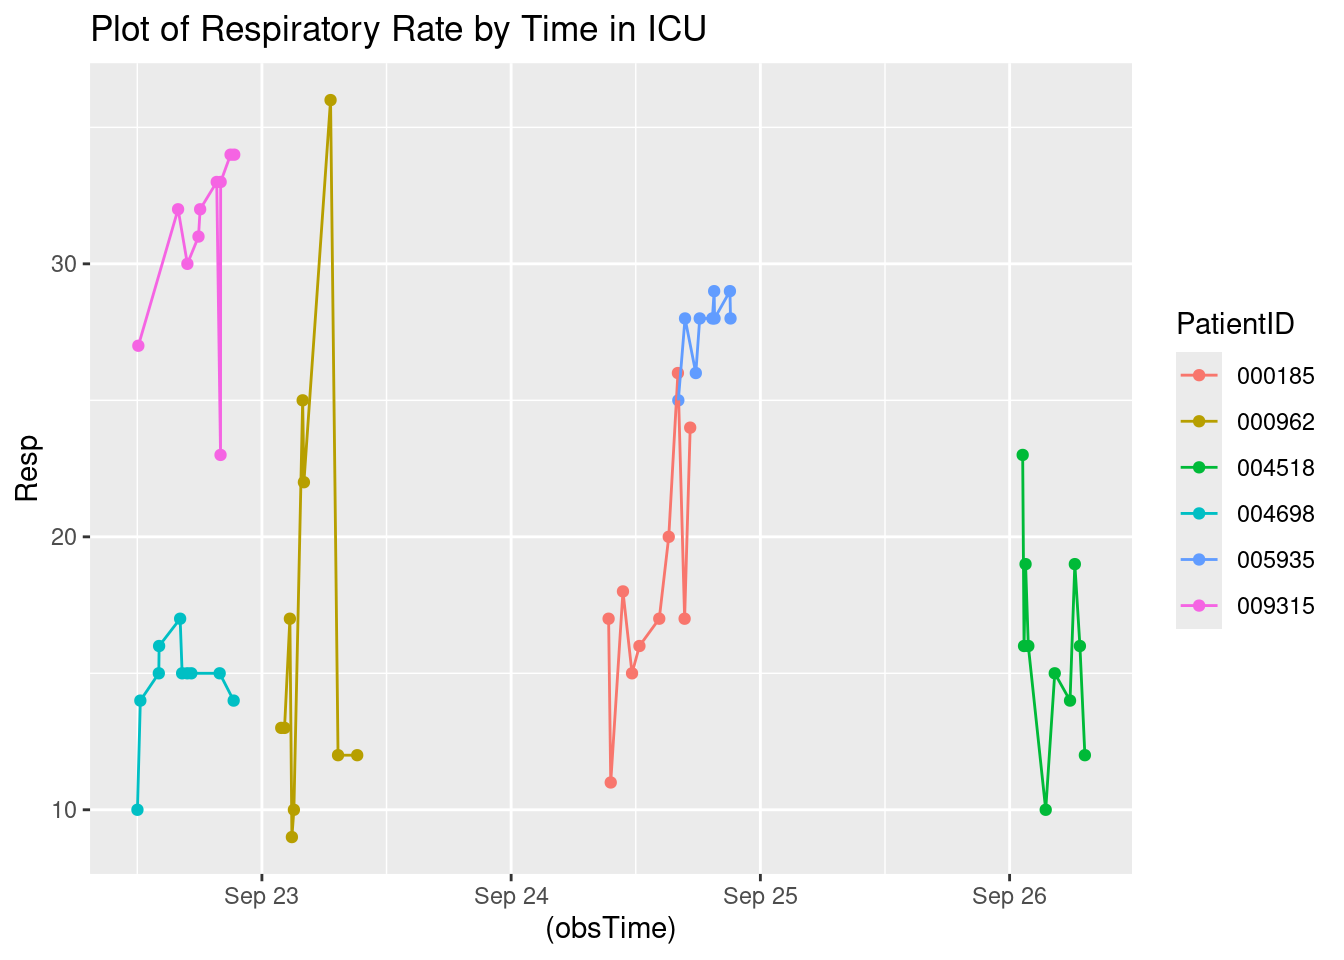 Plot of Respiratory Rate by Time in ICU
Resp
30
20
10
Sep 23
Sep 24
Sep 25
Sep 26
(obsTime)
PatientID
000185
000962
004518
004698
005935
009315